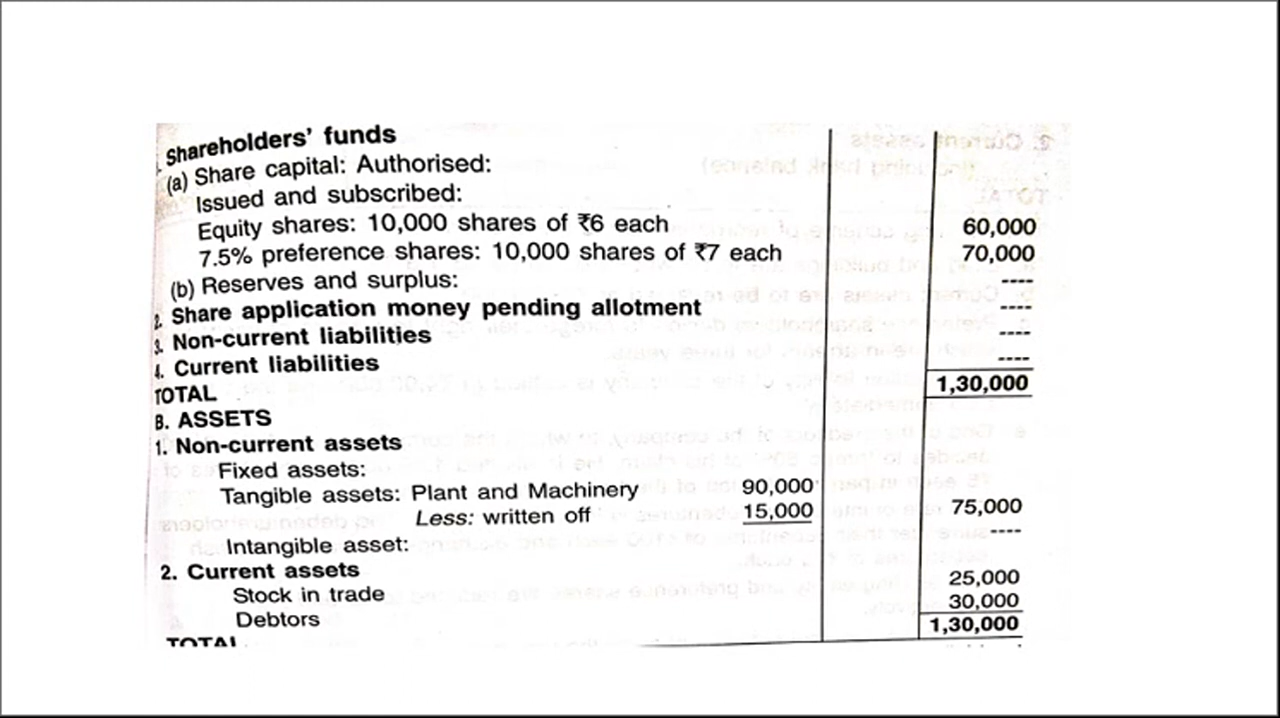 Shareholders' funds
(a) Share capital: Authorised:
Issued and subscribed:
Equity shares: 10,000 shares of ₹6 each 60,000
7.5% preference shares: 10,000 shares of ₹7 each 70,000
(b) Reserves and surplus: ----
2. Share application money pending allotment ----
3. Non-current liabilities ----
4. Current liabilities ----
TOTAL 1,30,000
B. ASSETS
1. Non-current assets
Fixed assets:
Tangible assets: Plant and Machinery 90,000
Less: written off 15,000 75,000
Intangible asset: ----
2. Current assets
Stock in trade 25,000
Debtors 30,000
TOTAL 1,30,000